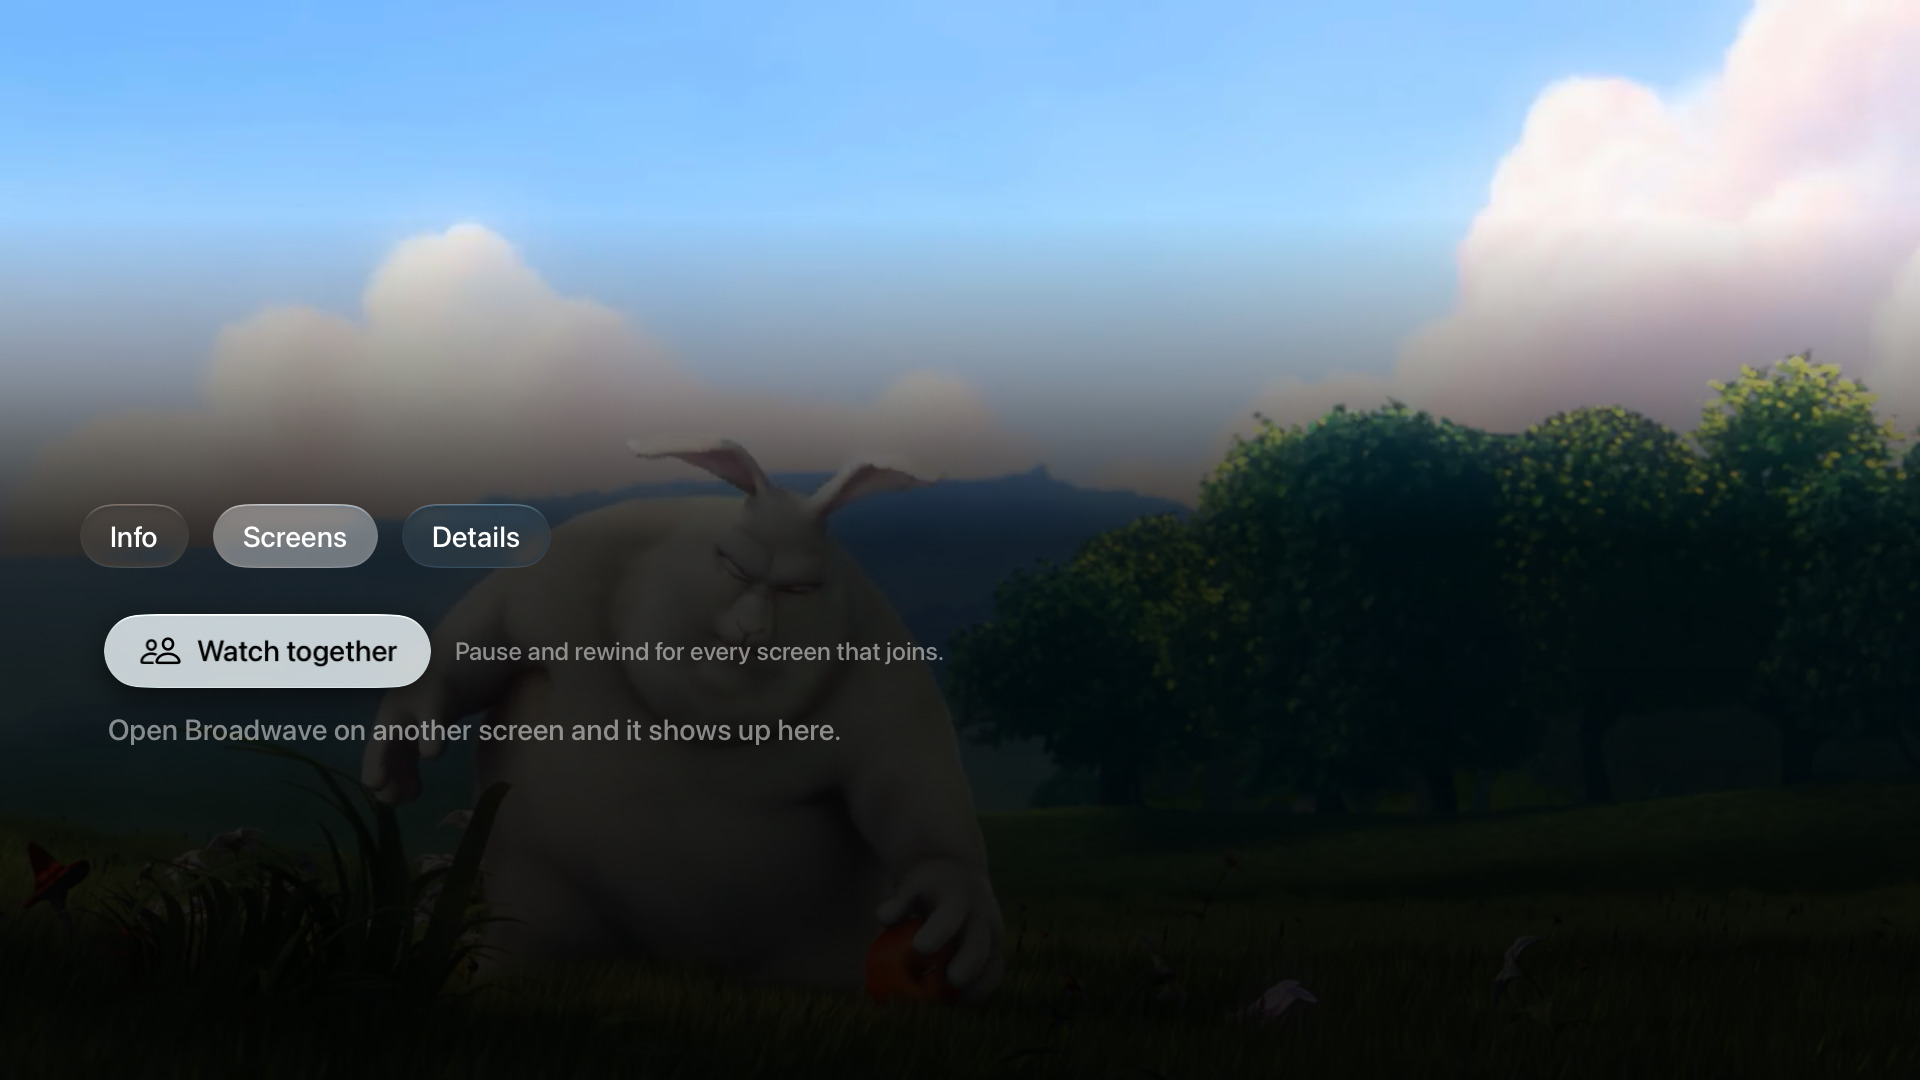 Info
Screens
Details
Watch together
Pause and rewind for every screen that joins.
Open Broadwave on another screen and it shows up here.